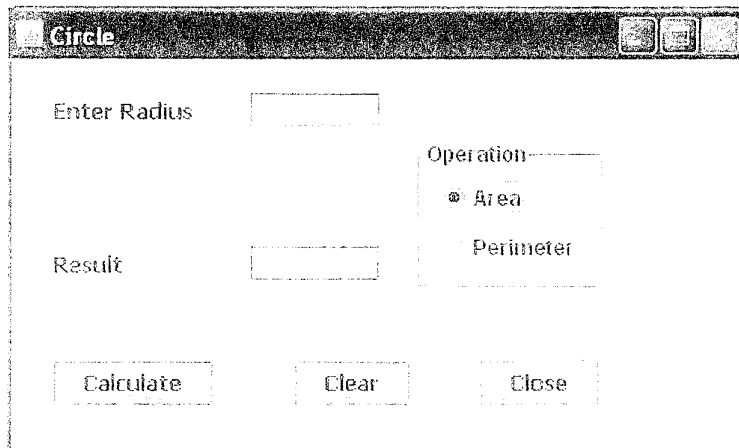 Circle
Enter Radius
Operation
Area
Perimeter
Result
Calculate Clear Close